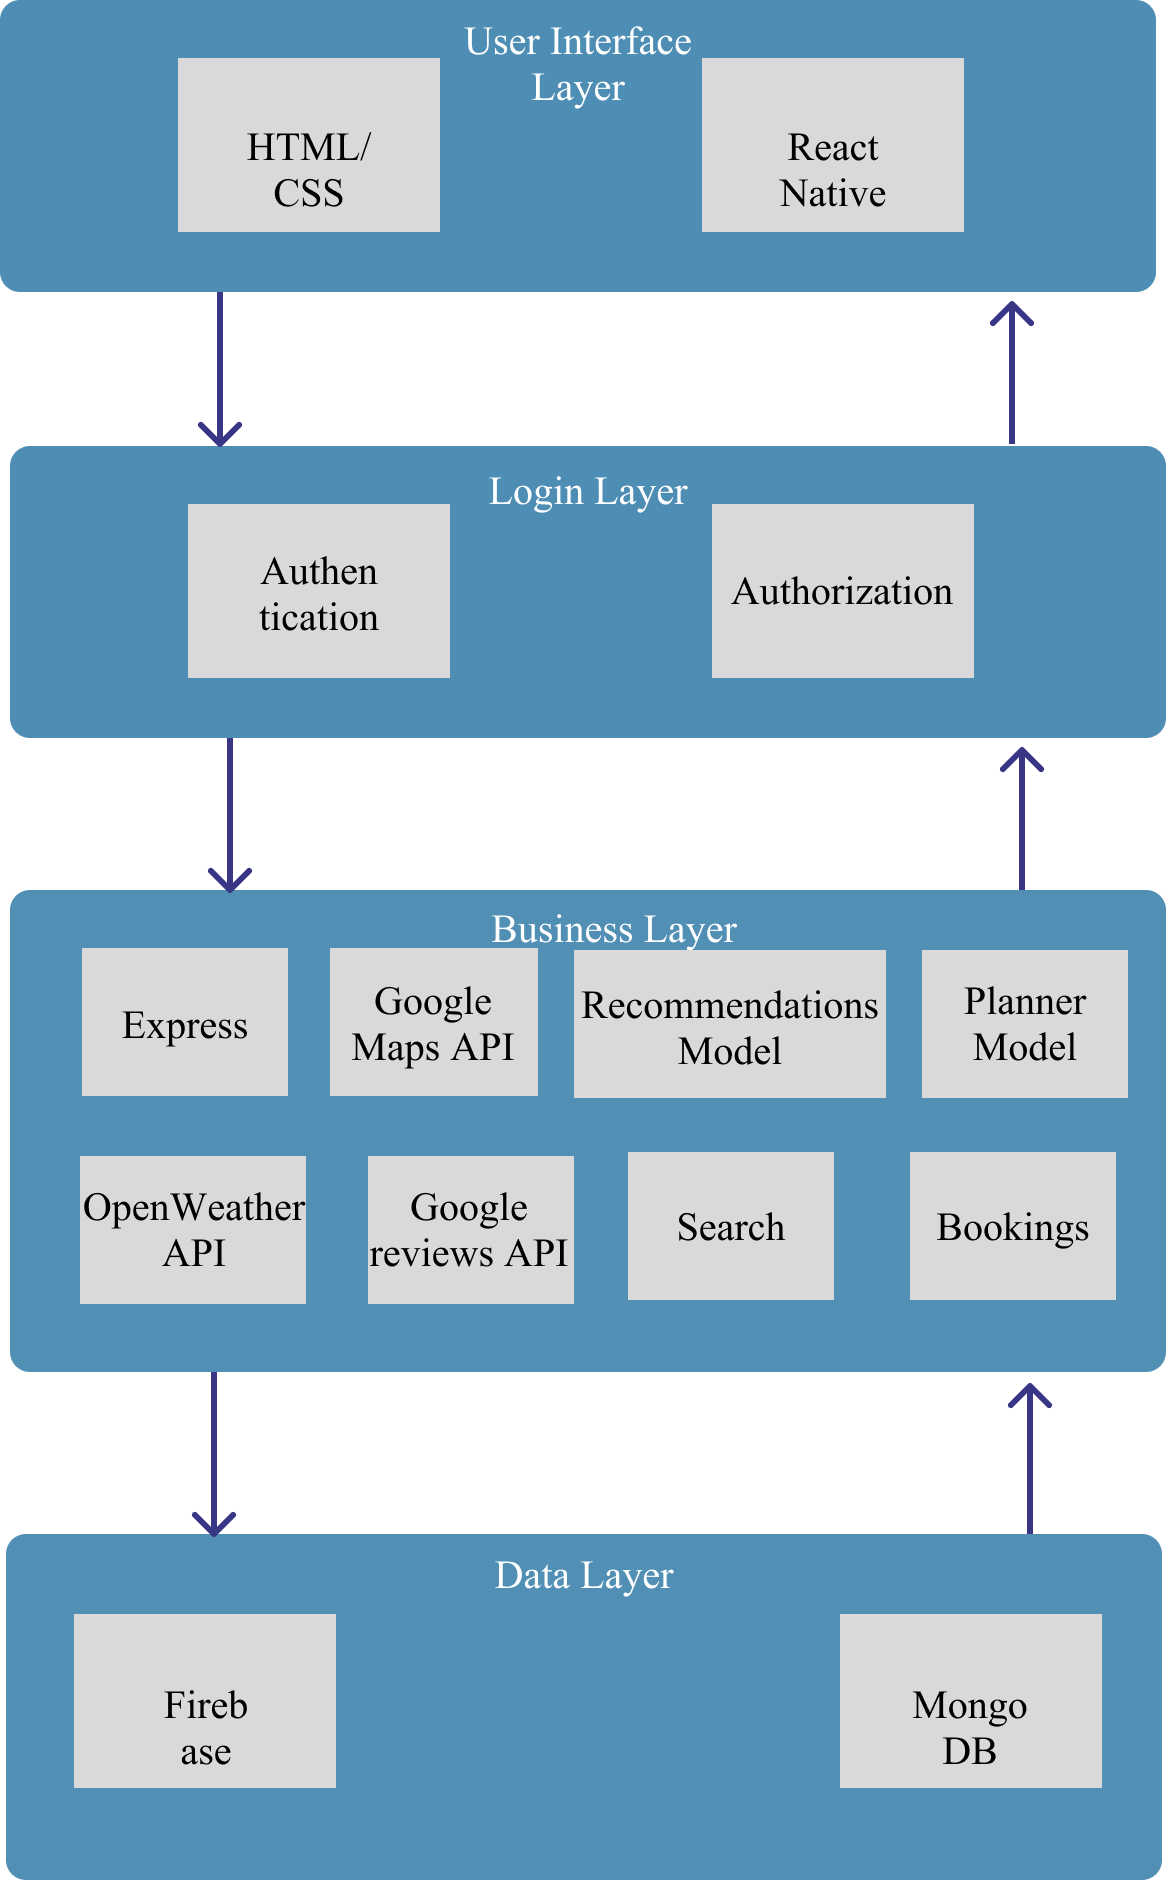 User Interface
Layer
HTML/
CSS
React
Native
Login Layer
Authen
tication
Authorization
Business Layer
Express
Google
Maps API
Recommendations
Model
Planner
Model
OpenWeather
API
Google
reviews API
Search
Bookings
Data Layer
Fireb
ase
Mongo
DB